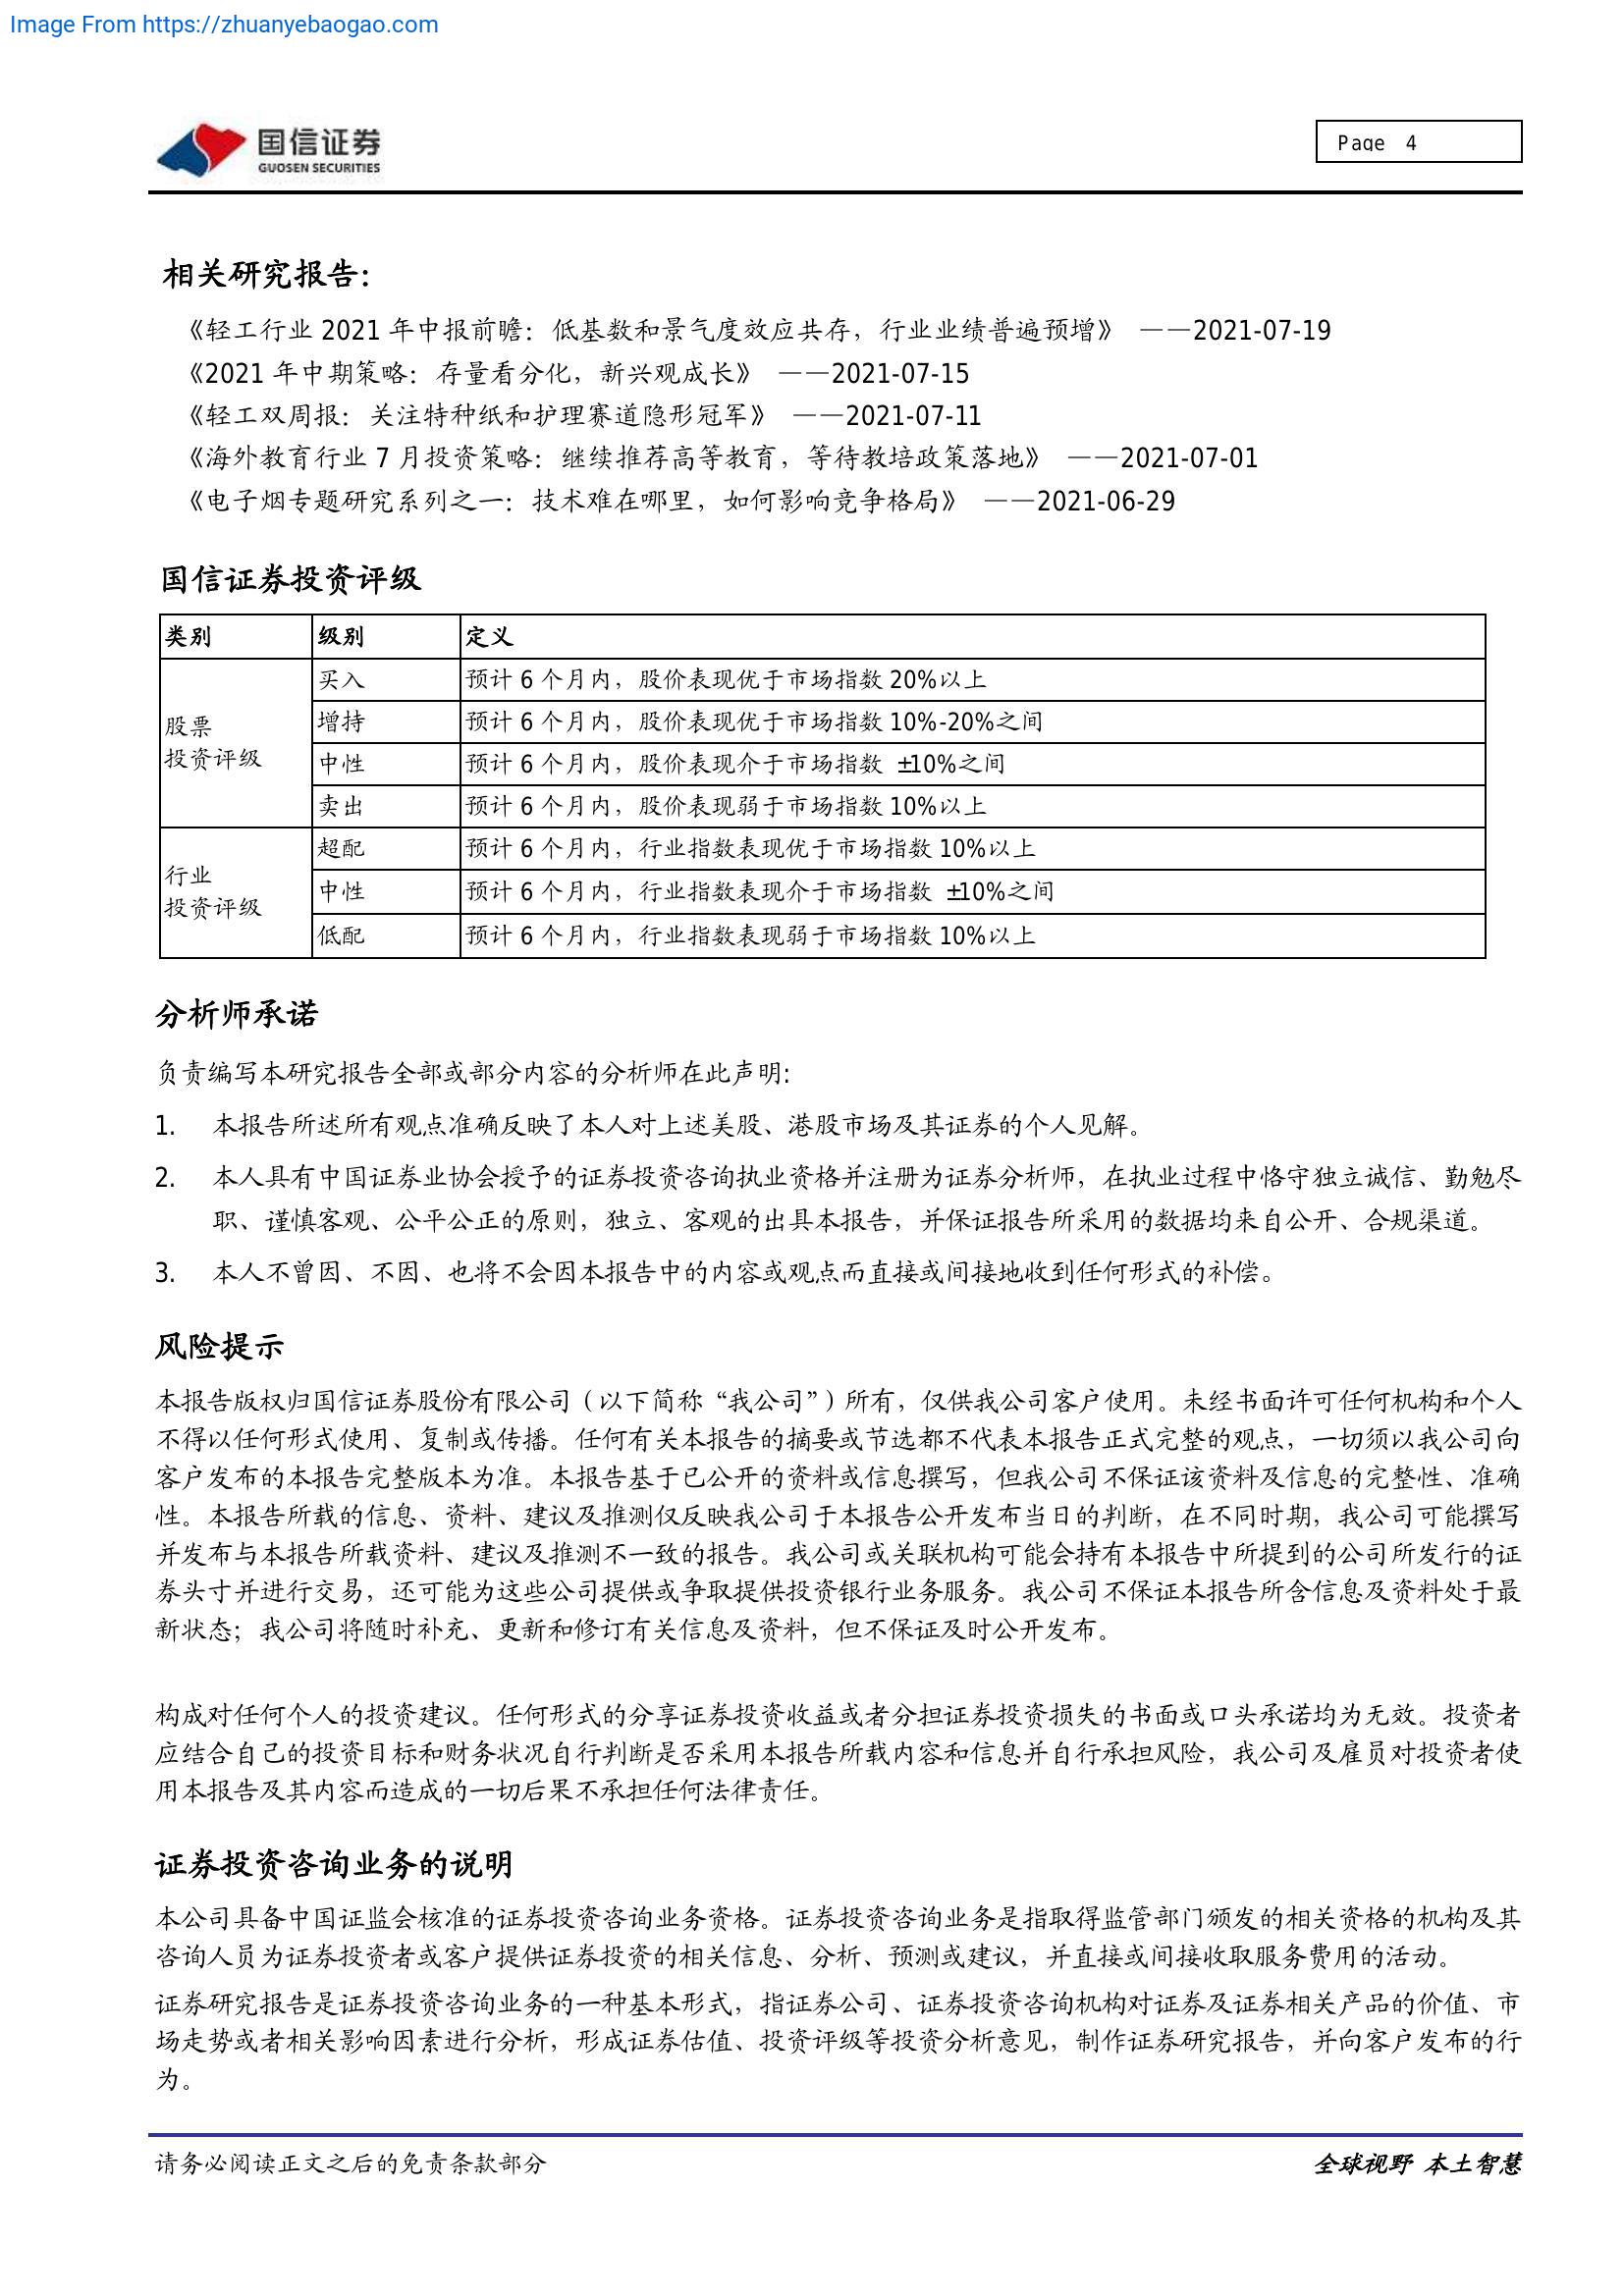 Image From https://zhuanyebaogao.com
国信证券
GUOSEN SECURITIES
Page 4
相关研究报告：
《轻工行业 2021 年中报前瞻：低基数和景气度效应共存，行业业绩普遍预增》 ——2021-07-19
《2021 年中期策略：存量看分化，新兴观成长》 ——2021-07-15
《轻工双周报：关注特种纸和护理赛道隐形冠军》 ——2021-07-11
《海外教育行业 7 月投资策略：继续推荐高等教育，等待教培政策落地》 ——2021-07-01
《电子烟专题研究系列之一：技术难在哪里，如何影响竞争格局》 ——2021-06-29
国信证券投资评级
类别 级别 定义
股票
投资评级
买入 预计 6 个月内，股价表现优于市场指数 20%以上
增持 预计 6 个月内，股价表现优于市场指数 10%-20%之间
中性 预计 6 个月内，股价表现介于市场指数 ±10%之间
卖出 预计 6 个月内，股价表现弱于市场指数 10%以上
行业
投资评级
超配 预计 6 个月内，行业指数表现优于市场指数 10%以上
中性 预计 6 个月内，行业指数表现介于市场指数 ±10%之间
低配 预计 6 个月内，行业指数表现弱于市场指数 10%以上
分析师承诺
负责编写本研究报告全部或部分内容的分析师在此声明:
1. 本报告所述所有观点准确反映了本人对上述美股、港股市场及其证券的个人见解。
2. 本人具有中国证券业协会授予的证券投资咨询执业资格并注册为证券分析师，在执业过程中恪守独立诚信、勤勉尽
职、谨慎客观、公平公正的原则，独立、客观的出具本报告，并保证报告所采用的数据均来自公开、合规渠道。
3. 本人不曾因、不因、也将不会因本报告中的内容或观点而直接或间接地收到任何形式的补偿。
风险提示
本报告版权归国信证券股份有限公司（以下简称“我公司”）所有，仅供我公司客户使用。未经书面许可任何机构和个人
不得以任何形式使用、复制或传播。任何有关本报告的摘要或节选都不代表本报告正式完整的观点，一切须以我公司向
客户发布的本报告完整版本为准。本报告基于已公开的资料或信息撰写，但我公司不保证该资料及信息的完整性、准确
性。本报告所载的信息、资料、建议及推测仅反映我公司于本报告公开发布当日的判断，在不同时期，我公司可能撰写
并发布与本报告所载资料、建议及推测不一致的报告。我公司或关联机构可能会持有本报告中所提到的公司所发行的证
券头寸并进行交易，还可能为这些公司提供或争取提供投资银行业务服务。我公司不保证本报告所含信息及资料处于最
新状态；我公司将随时补充、更新和修订有关信息及资料，但不保证及时公开发布。
构成对任何个人的投资建议。任何形式的分享证券投资收益或者分担证券投资损失的书面或口头承诺均为无效。投资者
应结合自己的投资目标和财务状况自行判断是否采用本报告所载内容和信息并自行承担风险，我公司及雇员对投资者使
用本报告及其内容而造成的一切后果不承担任何法律责任。
证券投资咨询业务的说明
本公司具备中国证监会核准的证券投资咨询业务资格。证券投资咨询业务是指取得监管部门颁发的相关资格的机构及其
咨询人员为证券投资者或客户提供证券投资的相关信息、分析、预测或建议，并直接或间接收取服务费用的活动。
证券研究报告是证券投资咨询业务的一种基本形式，指证券公司、证券投资咨询机构对证券及证券相关产品的价值、市
场走势或者相关影响因素进行分析，形成证券估值、投资评级等投资分析意见，制作证券研究报告，并向客户发布的行
为。
请务必阅读正文之后的免责条款部分
全球视野 本土智慧